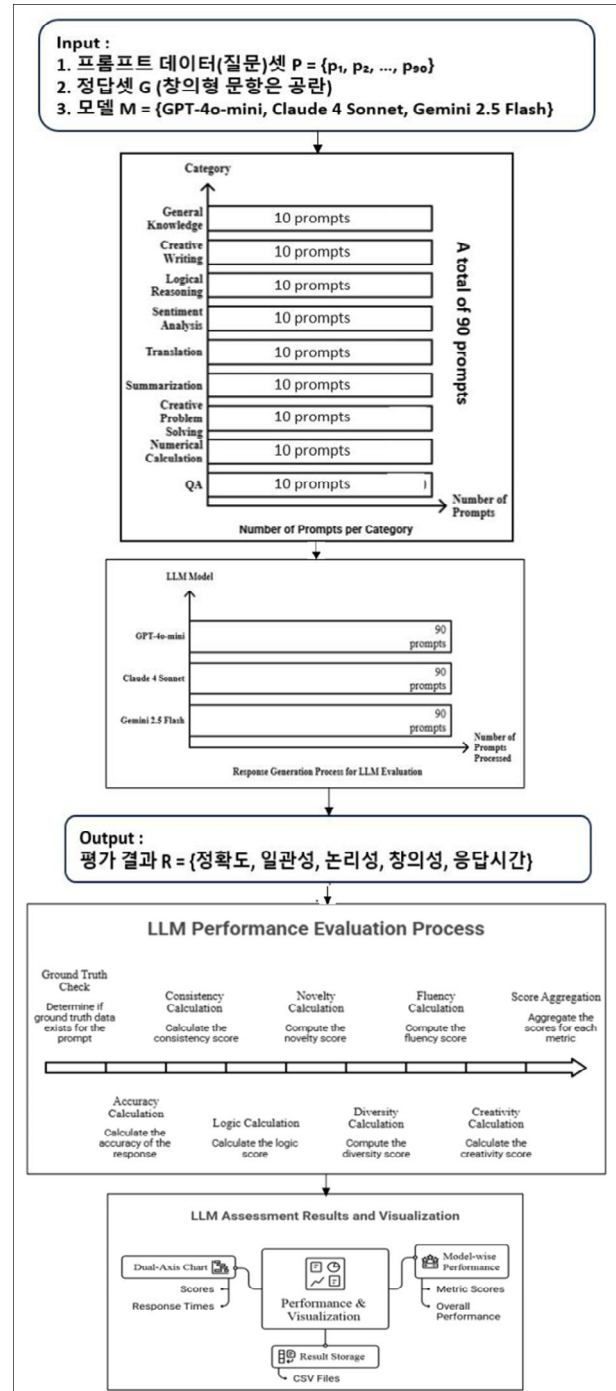 Input :
1. 프롬프트 데이터(질문)셋 P = {p₁, p₂, ..., p₉₀}
2. 정답셋 G (창의형 문항은 공란)
3. 모델 M = {GPT-4o-mini, Claude 4 Sonnet, Gemini 2.5 Flash}
Category
General
Knowledge
10 prompts
Creative
Writing
10 prompts
Logical
Reasoning
10 prompts
Sentiment
Analysis
10 prompts
Translation
10 prompts
Summarization
10 prompts
Creative
Problem
Solving
10 prompts
Numerical
Calculation
10 prompts
QA
10 prompts
A total of 90 prompts
Number of
Prompts
Number of Prompts per Category
LLM Model
GPT-4o-mini
90
prompts
Claude 4 Sonnet
90
prompts
Gemini 2.5 Flash
90
prompts
Number of
Prompts
Processed
Response Generation Process for LLM Evaluation
Output :
평가 결과 R = {정확도, 일관성, 논리성, 창의성, 응답시간}
LLM Performance Evaluation Process
Ground Truth
Check
Determine if
ground truth data
exists for the
prompt
Consistency
Calculation
Calculate the
consistency score
Novelty
Calculation
Compute the
novelty score
Fluency
Calculation
Compute the
fluency score
Score Aggregation
Aggregate the
scores for each
metric
Accuracy
Calculation
Calculate the
accuracy of the
response
Logic Calculation
Calculate the logic
score
Diversity
Calculation
Compute the
diversity score
Creativity
Calculation
Calculate the
creativity score
LLM Assessment Results and Visualization
Dual-Axis Chart
Scores
Response Times
Performance &
Visualization
Model-wise
Performance
Metric Scores
Overall
Performance
Result Storage
CSV Files